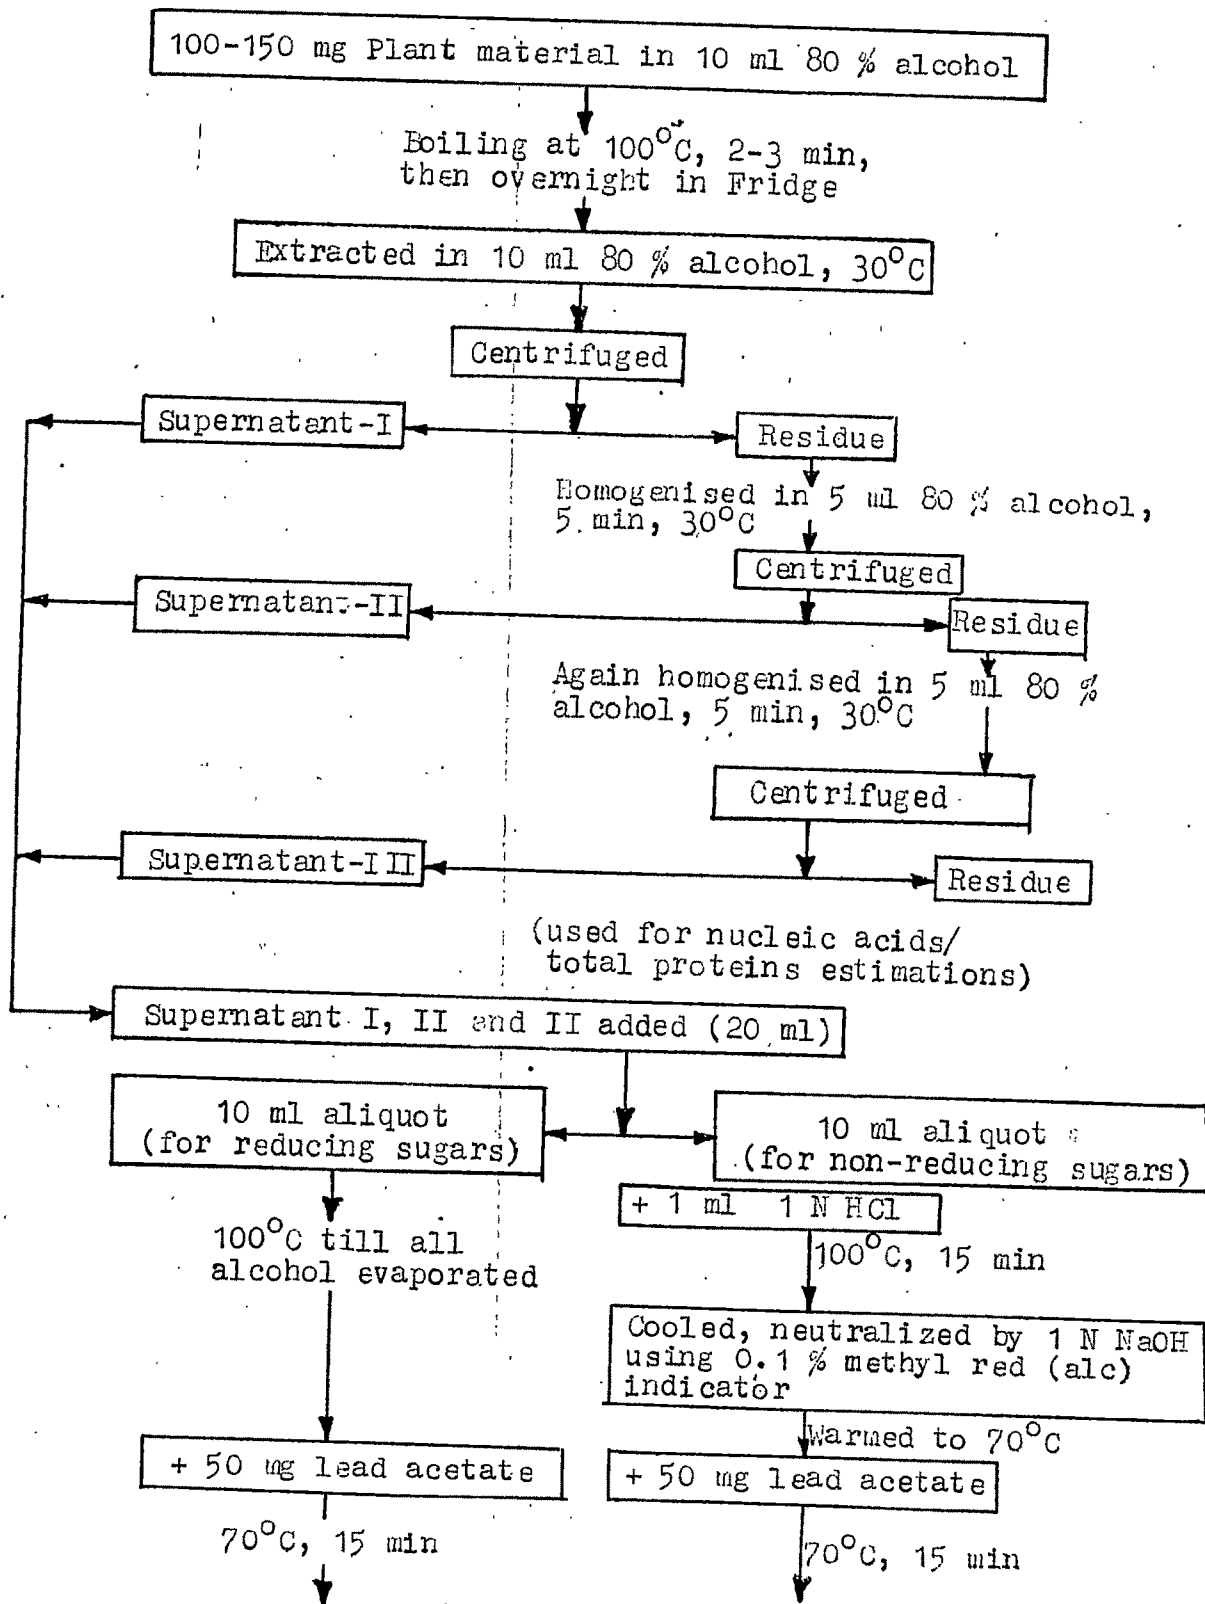 100-150 mg Plant material in 10 ml 80 % alcohol
Boiling at 100°C, 2-3 min,
then overnight in Fridge
Extracted in 10 ml 80 % alcohol, 30°C
Centrifuged
Supernatant-I
Residue
Homogenised in 5 ml 80 % alcohol,
5 min, 30°C
Centrifuged
Supernatant-II
Residue
Again homogenised in 5 ml 80 %
alcohol, 5 min, 30°C
Centrifuged
Supernatant-III
Residue
(used for nucleic acids/
total proteins estimations)
Supernatant I, II and II added (20 ml)
10 ml aliquot
(for reducing sugars)
10 ml aliquot
(for non-reducing sugars)
+ 1 ml 1 N HCl
100°C till all
alcohol evaporated
100°C, 15 min
Cooled, neutralized by 1 N NaOH
using 0.1 % methyl red (alc)
indicator
Warmed to 70°C
+ 50 mg lead acetate
+ 50 mg lead acetate
70°C, 15 min
70°C, 15 min